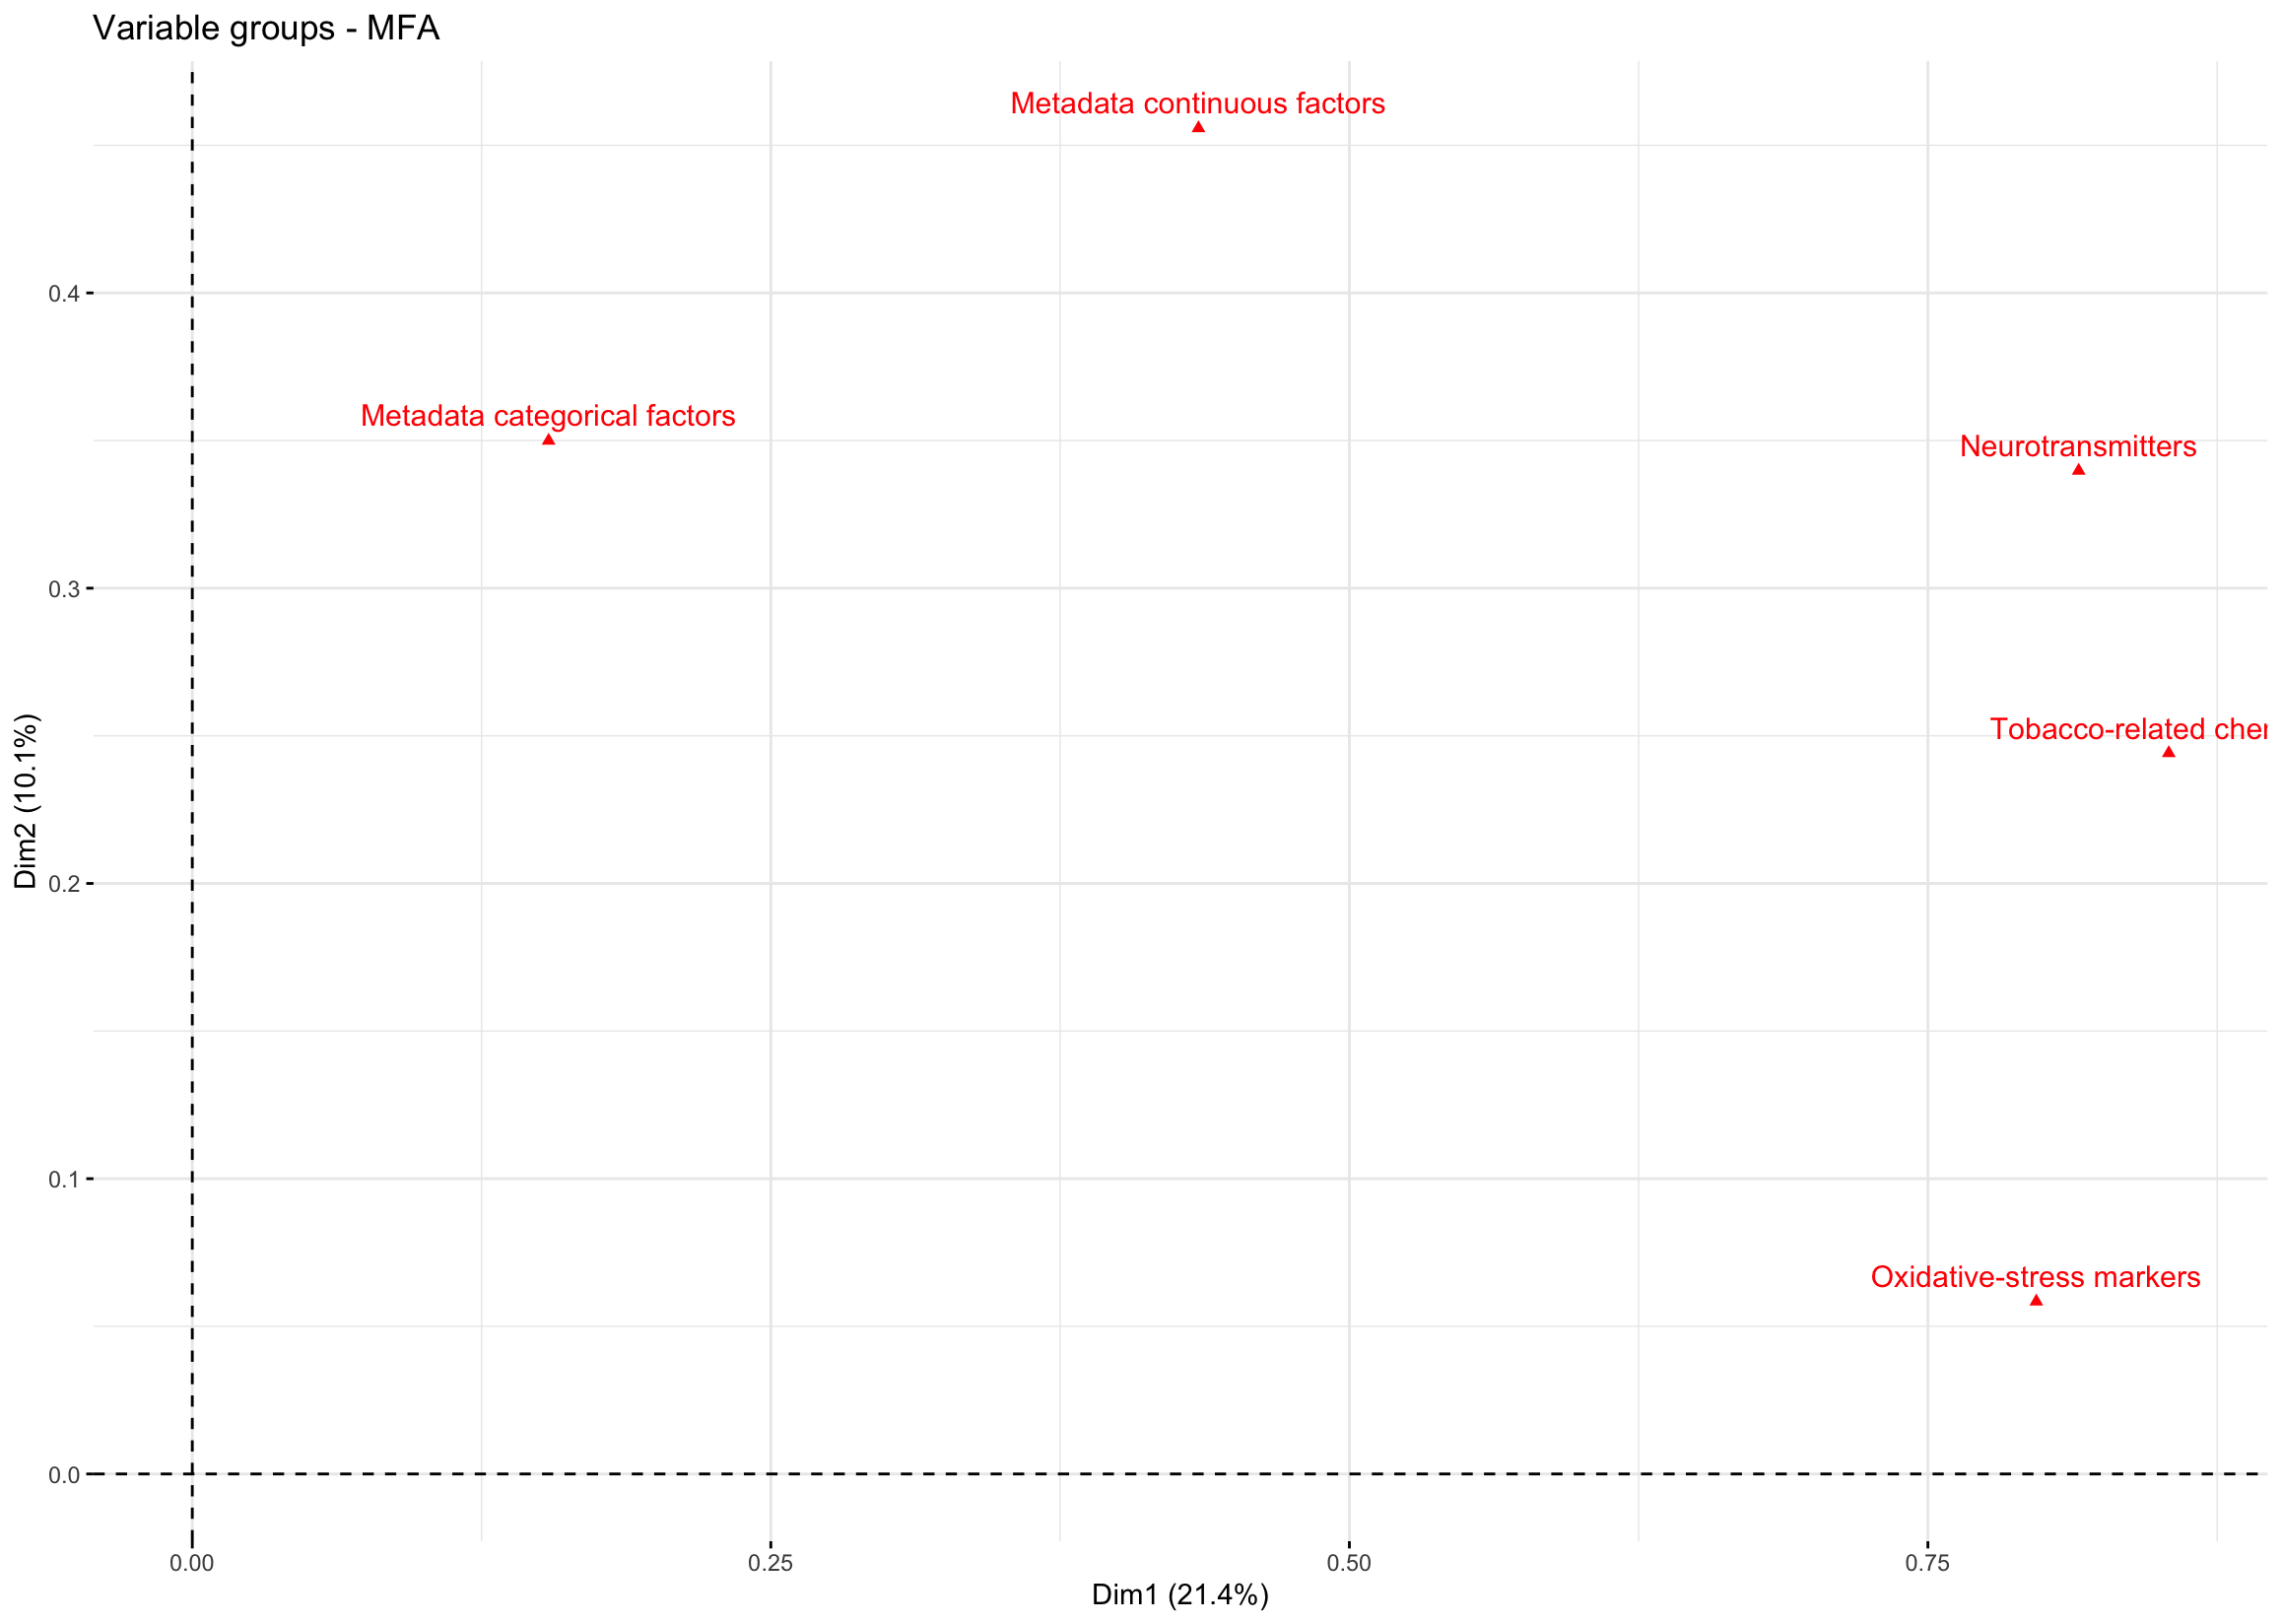 Variable groups - MFA
Metadata continuous factors
Metadata categorical factors
Neurotransmitters
Tobacco-related
Oxidative-stress markers
0.4
0.3
0.2
0.1
0.0
Dim2 (10.1%)
0.00
0.25
0.50
0.75
Dim1 (21.4%)